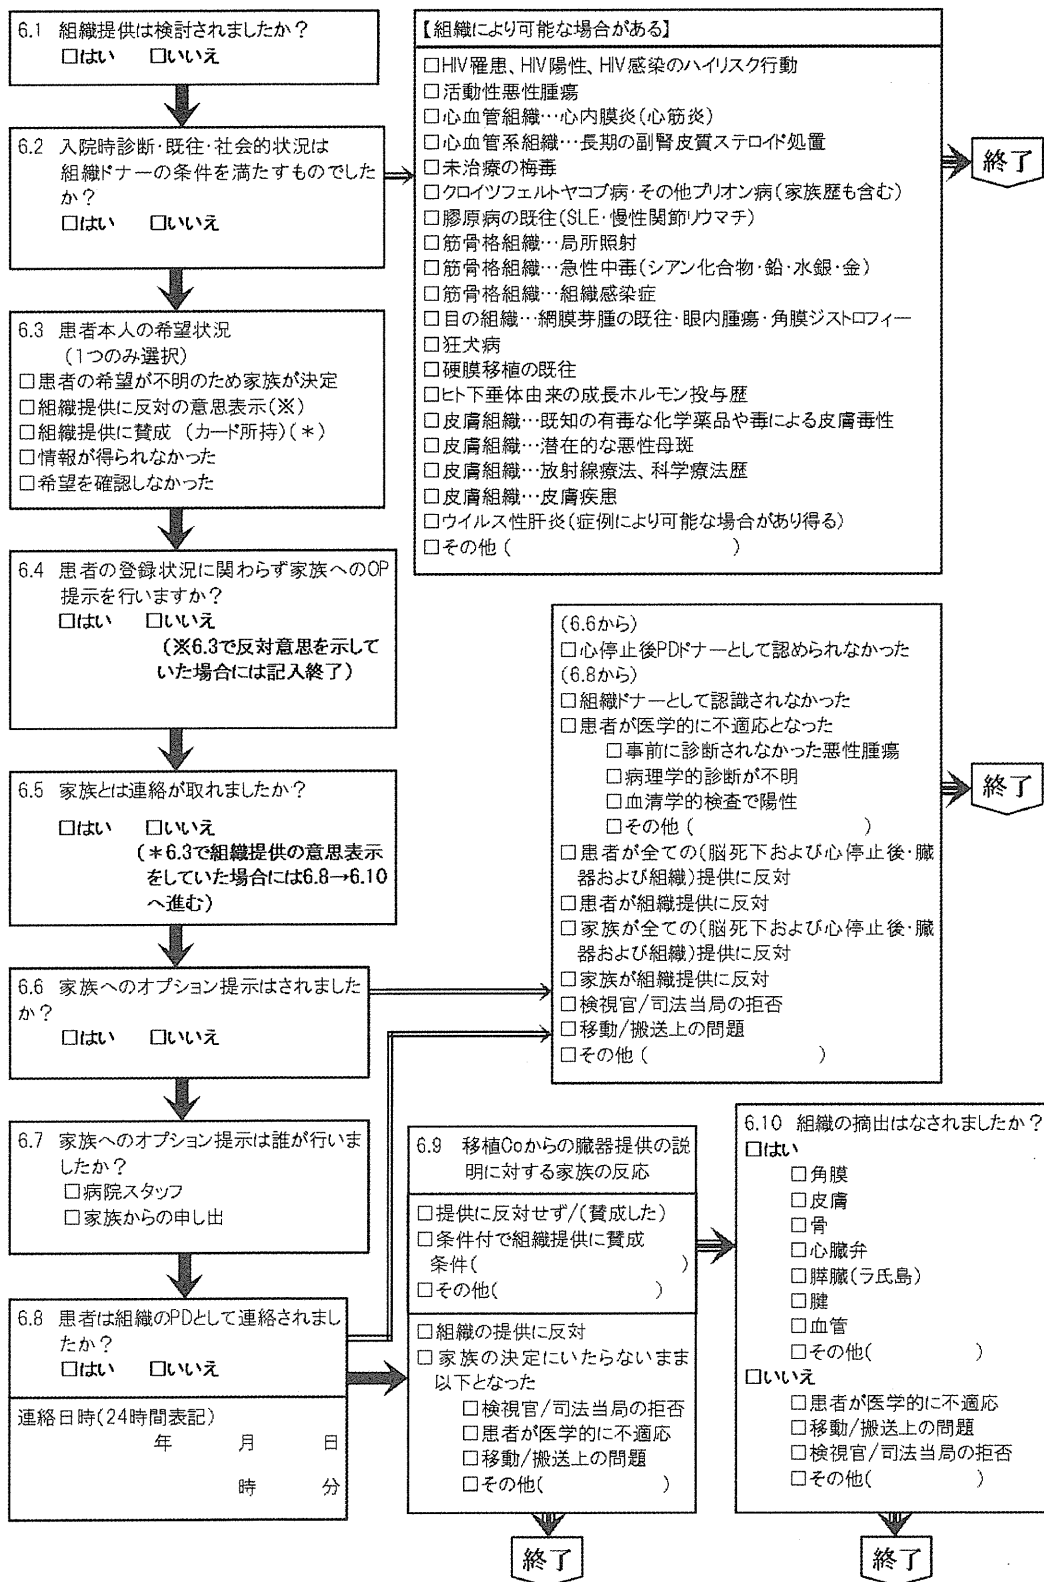 6.1 組織提供は検討されましたか?
□はい □いいえ
6.2 入院時診断・既往・社会的状況は
組織ドナーの条件を満たすものでした
か?
□はい □いいえ
【組織により可能な場合がある】
□HIV罹患、HIV陽性、HIV感染のハイリスク行動
□活動性悪性腫瘍
□心血管組織…心内膜炎(心筋炎)
□心血管系組織…長期の副腎皮質ステロイド処置
□未治療の梅毒
□クロイツフェルトヤコブ病・その他プリオン病(家族歴も含む)
□膠原病の既往(SLE・慢性関節リウマチ)
□筋骨格組織…局所照射
□筋骨格組織…急性中毒(シアン化合物・鉛・水銀・金)
□筋骨格組織…組織感染症
□目の組織…網膜芽腫の既往・眼内腫瘍・角膜ジストロフィー
□狂犬病
□硬膜移植の既往
□ヒト下垂体由来の成長ホルモン投与歴
□皮膚組織…既知の有毒な化学薬品や毒による皮膚毒性
□皮膚組織…潜在的な悪性母斑
□皮膚組織…放射線療法、科学療法歴
□皮膚組織…皮膚疾患
□ウイルス性肝炎(症例により可能な場合があり得る)
□その他 ( )
終了
6.3 患者本人の希望状況
(1つのみ選択)
□患者の希望が不明のため家族が決定
□組織提供に反対の意思表示(※)
□組織提供に賛成 (カード所持)(*)
□情報が得られなかった
□希望を確認しなかった
6.4 患者の登録状況に関わらず家族へのOP
提示を行いますか?
□はい □いいえ
(※6.3で反対意思を示して
いた場合には記入終了)
6.5 家族とは連絡が取れましたか?
□はい □いいえ
(*6.3で組織提供の意思表示
をしていた場合には6.8→6.10
へ進む)
6.6 家族へのオプション提示はされました
か?
□はい □いいえ
(6.6から)
□心停止後PDドナーとして認められなかった
(6.8から)
□組織ドナーとして認識されなかった
□患者が医学的に不適応となった
□事前に診断されなかった悪性腫瘍
□病理学的診断が不明
□血清学的検査で陽性
□その他 ( )
□患者が全ての(脳死下および心停止後・臓
器および組織)提供に反対
□患者が組織提供に反対
□家族が全ての(脳死下および心停止後・臓
器および組織)提供に反対
□家族が組織提供に反対
□検視官/司法当局の拒否
□移動/搬送上の問題
□その他 ( )
終了
6.7 家族へのオプション提示は誰が行いま
したか?
□病院スタッフ
□家族からの申し出
6.8 患者は組織のPDとして連絡されまし
たか?
□はい □いいえ
連絡日時(24時間表記)
年 月 日
時 分
6.9 移植Coからの臓器提供の説
明に対する家族の反応
□提供に反対せず/(賛成した)
□条件付で組織提供に賛成
条件( )
□その他( )
□組織の提供に反対
□家族の決定にいたらないまま
以下となった
□検視官/司法当局の拒否
□患者が医学的に不適応
□移動/搬送上の問題
□その他( )
終了
6.10 組織の摘出はなされましたか?
□はい
□角膜
□皮膚
□骨
□心臓弁
□膵臓(ラ氏島)
□腱
□血管
□その他( )
□いいえ
□患者が医学的に不適応
□移動/搬送上の問題
□検視官/司法当局の拒否
□その他( )
終了